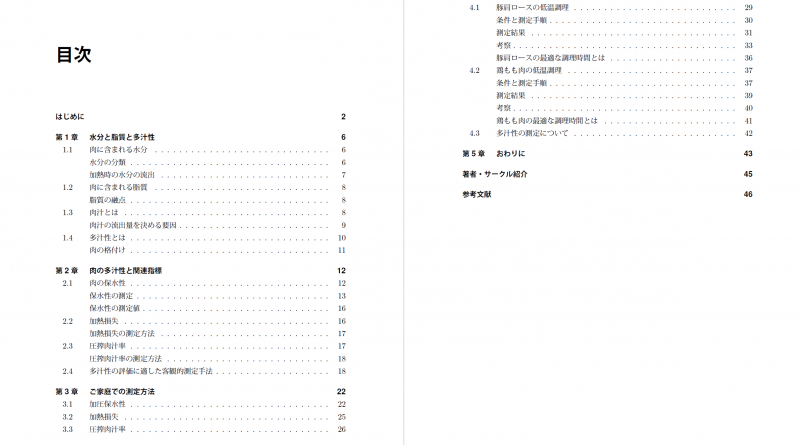 目次
はじめに 2
第1章 水分と脂質と多汁性 6
1.1 肉に含まれる水分 . . . . . . . . . . . . . . . . . . . . . . 6
水分の分類 . . . . . . . . . . . . . . . . . . . . . . . . . 6
加熱時の水分の流出 . . . . . . . . . . . . . . . . . . . . . 7
1.2 肉に含まれる脂質 . . . . . . . . . . . . . . . . . . . . . . 8
脂質の融点 . . . . . . . . . . . . . . . . . . . . . . . . . 8
1.3 肉汁とは . . . . . . . . . . . . . . . . . . . . . . . . . . 8
肉汁の流出量を決める要因 . . . . . . . . . . . . . . . . . . 9
1.4 多汁性とは . . . . . . . . . . . . . . . . . . . . . . . . . 10
肉の格付け . . . . . . . . . . . . . . . . . . . . . . . . . 11
第2章 肉の多汁性と関連指標 12
2.1 肉の保水性 . . . . . . . . . . . . . . . . . . . . . . . . . 12
保水性の測定 . . . . . . . . . . . . . . . . . . . . . . . . 13
保水性の測定値 . . . . . . . . . . . . . . . . . . . . . . . 16
2.2 加熱損失 . . . . . . . . . . . . . . . . . . . . . . . . . . 16
加熱損失の測定方法 . . . . . . . . . . . . . . . . . . . . . 17
2.3 圧搾肉汁率 . . . . . . . . . . . . . . . . . . . . . . . . . 17
圧搾肉汁率の測定方法 . . . . . . . . . . . . . . . . . . . . 18
2.4 多汁性の評価に適した客観的測定手法 . . . . . . . . . . . . . 18
第3章 ご家庭での測定方法 22
3.1 加圧保水性 . . . . . . . . . . . . . . . . . . . . . . . . . 22
3.2 加熱損失 . . . . . . . . . . . . . . . . . . . . . . . . . . 25
3.3 圧搾肉汁率 . . . . . . . . . . . . . . . . . . . . . . . . . 26
4.1 豚肩ロースの低温調理 . . . . . . . . . . . . . . . . . . . . 29
条件と測定手順 . . . . . . . . . . . . . . . . . . . . . . . 30
測定結果 . . . . . . . . . . . . . . . . . . . . . . . . . . 31
考察 . . . . . . . . . . . . . . . . . . . . . . . . . . . . 33
豚肩ロースの最適な調理時間とは . . . . . . . . . . . . . . . 36
4.2 鶏もも肉の低温調理 . . . . . . . . . . . . . . . . . . . . . 37
条件と測定手順 . . . . . . . . . . . . . . . . . . . . . . . 37
測定結果 . . . . . . . . . . . . . . . . . . . . . . . . . . 39
考察 . . . . . . . . . . . . . . . . . . . . . . . . . . . . 40
鶏もも肉の最適な調理時間とは . . . . . . . . . . . . . . . . 41
4.3 多汁性の測定について . . . . . . . . . . . . . . . . . . . . 42
第5章 おわりに 43
著者・サークル紹介 45
参考文献 46